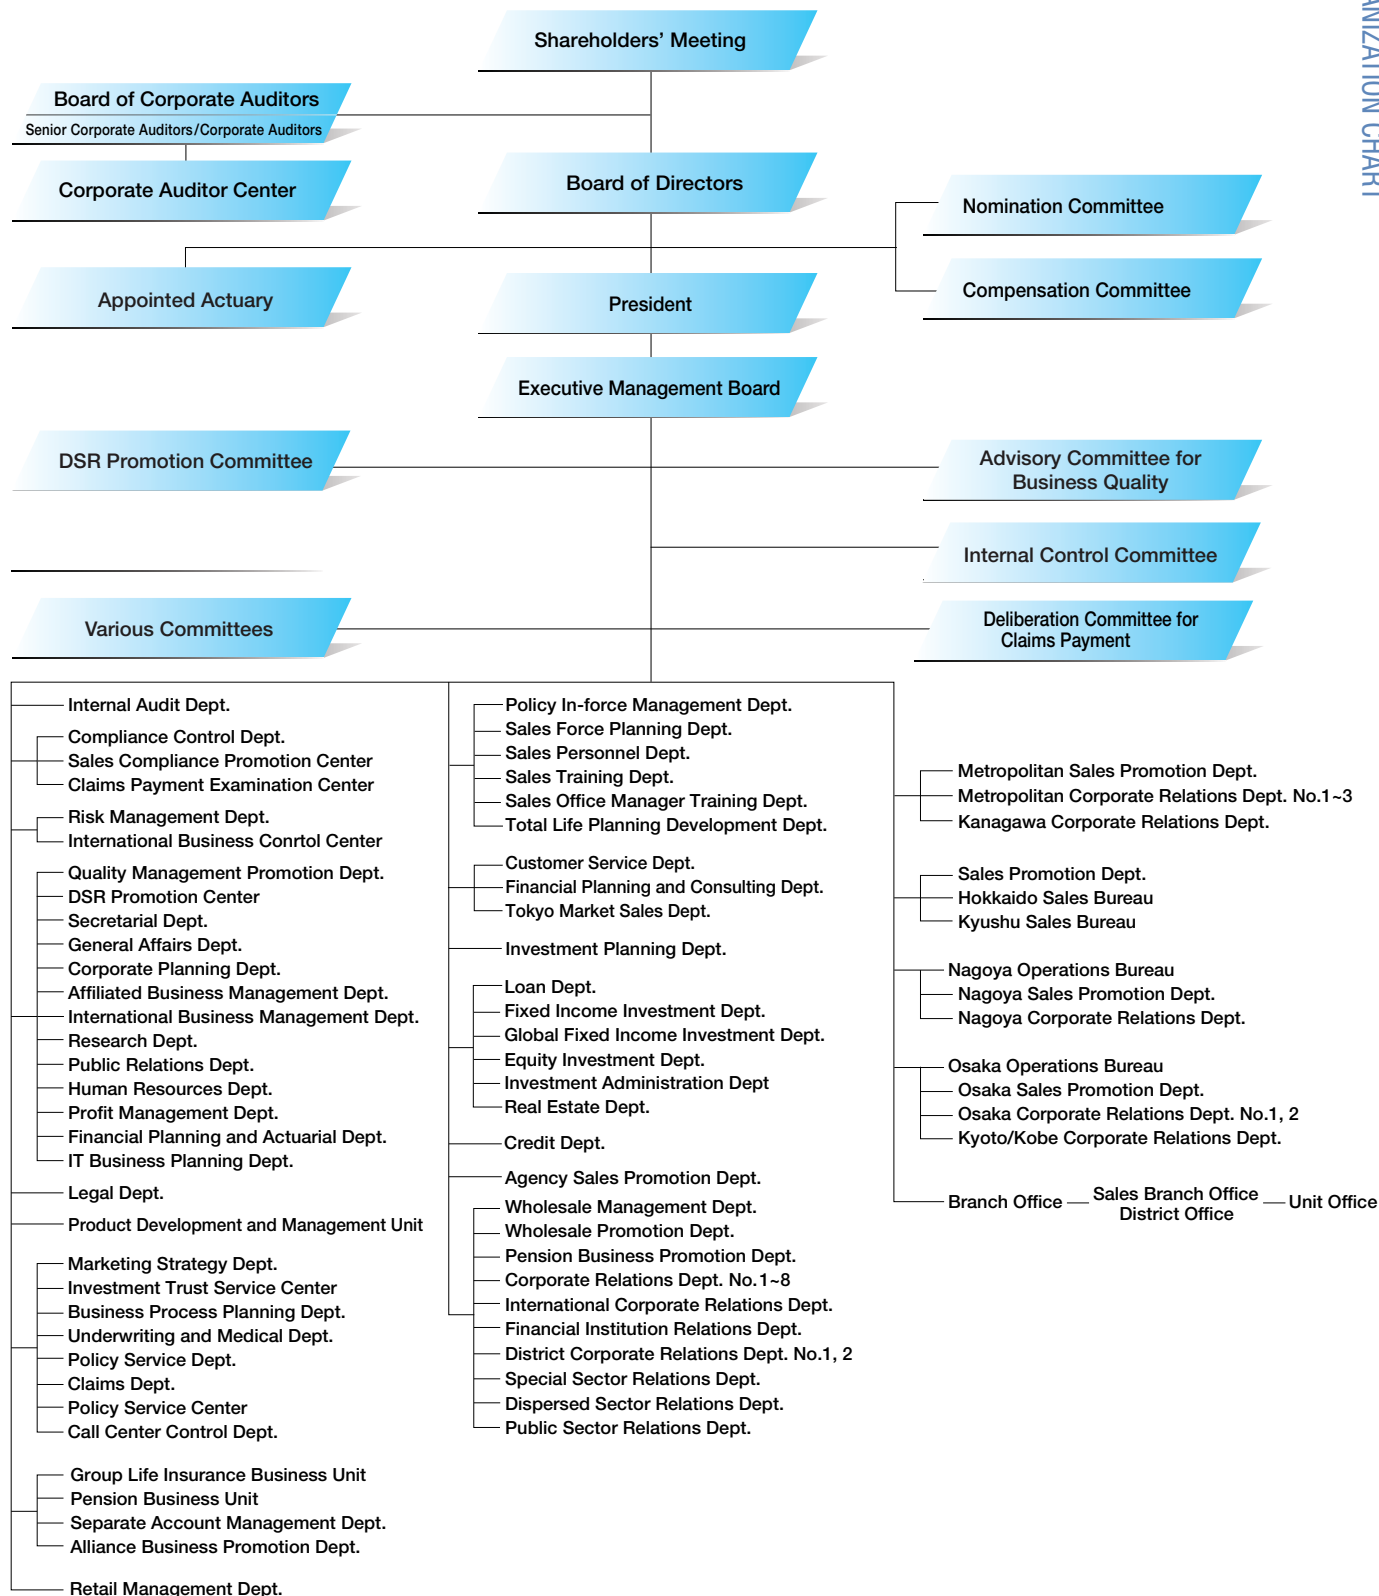 Shareholders' Meeting
Board of Corporate Auditors
Senior Corporate Auditors/Corporate Auditors
Corporate Auditor Center
Board of Directors
Nomination Committee
Compensation Committee
Appointed Actuary
President
Executive Management Board
DSR Promotion Committee
Advisory Committee for
Business Quality
Internal Control Committee
Various Committees
Deliberation Committee for
Claims Payment
Internal Audit Dept.
Compliance Control Dept.
Sales Compliance Promotion Center
Claims Payment Examination Center
Risk Management Dept.
International Business Conrtol Center
Quality Management Promotion Dept.
DSR Promotion Center
Secretarial Dept.
General Affairs Dept.
Corporate Planning Dept.
Affiliated Business Management Dept.
International Business Management Dept.
Research Dept.
Public Relations Dept.
Human Resources Dept.
Profit Management Dept.
Financial Planning and Actuarial Dept.
IT Business Planning Dept.
Legal Dept.
Product Development and Management Unit
Marketing Strategy Dept.
Investment Trust Service Center
Business Process Planning Dept.
Underwriting and Medical Dept.
Policy Service Dept.
Claims Dept.
Policy Service Center
Call Center Control Dept.
Group Life Insurance Business Unit
Pension Business Unit
Separate Account Management Dept.
Alliance Business Promotion Dept.
Retail Management Dept.
Policy In-force Management Dept.
Sales Force Planning Dept.
Sales Personnel Dept.
Sales Training Dept.
Sales Office Manager Training Dept.
Total Life Planning Development Dept.
Customer Service Dept.
Financial Planning and Consulting Dept.
Tokyo Market Sales Dept.
Investment Planning Dept.
Loan Dept.
Fixed Income Investment Dept.
Global Fixed Income Investment Dept.
Equity Investment Dept.
Investment Administration Dept
Real Estate Dept.
Credit Dept.
Agency Sales Promotion Dept.
Wholesale Management Dept.
Wholesale Promotion Dept.
Pension Business Promotion Dept.
Corporate Relations Dept. No.1~8
International Corporate Relations Dept.
Financial Institution Relations Dept.
District Corporate Relations Dept. No.1, 2
Special Sector Relations Dept.
Dispersed Sector Relations Dept.
Public Sector Relations Dept.
Metropolitan Sales Promotion Dept.
Metropolitan Corporate Relations Dept. No.1~3
Kanagawa Corporate Relations Dept.
Sales Promotion Dept.
Hokkaido Sales Bureau
Kyushu Sales Bureau
Nagoya Operations Bureau
Nagoya Sales Promotion Dept.
Nagoya Corporate Relations Dept.
Osaka Operations Bureau
Osaka Sales Promotion Dept.
Osaka Corporate Relations Dept. No.1, 2
Kyoto/Kobe Corporate Relations Dept.
Branch Office
Sales Branch Office
District Office
Unit Office
CHART